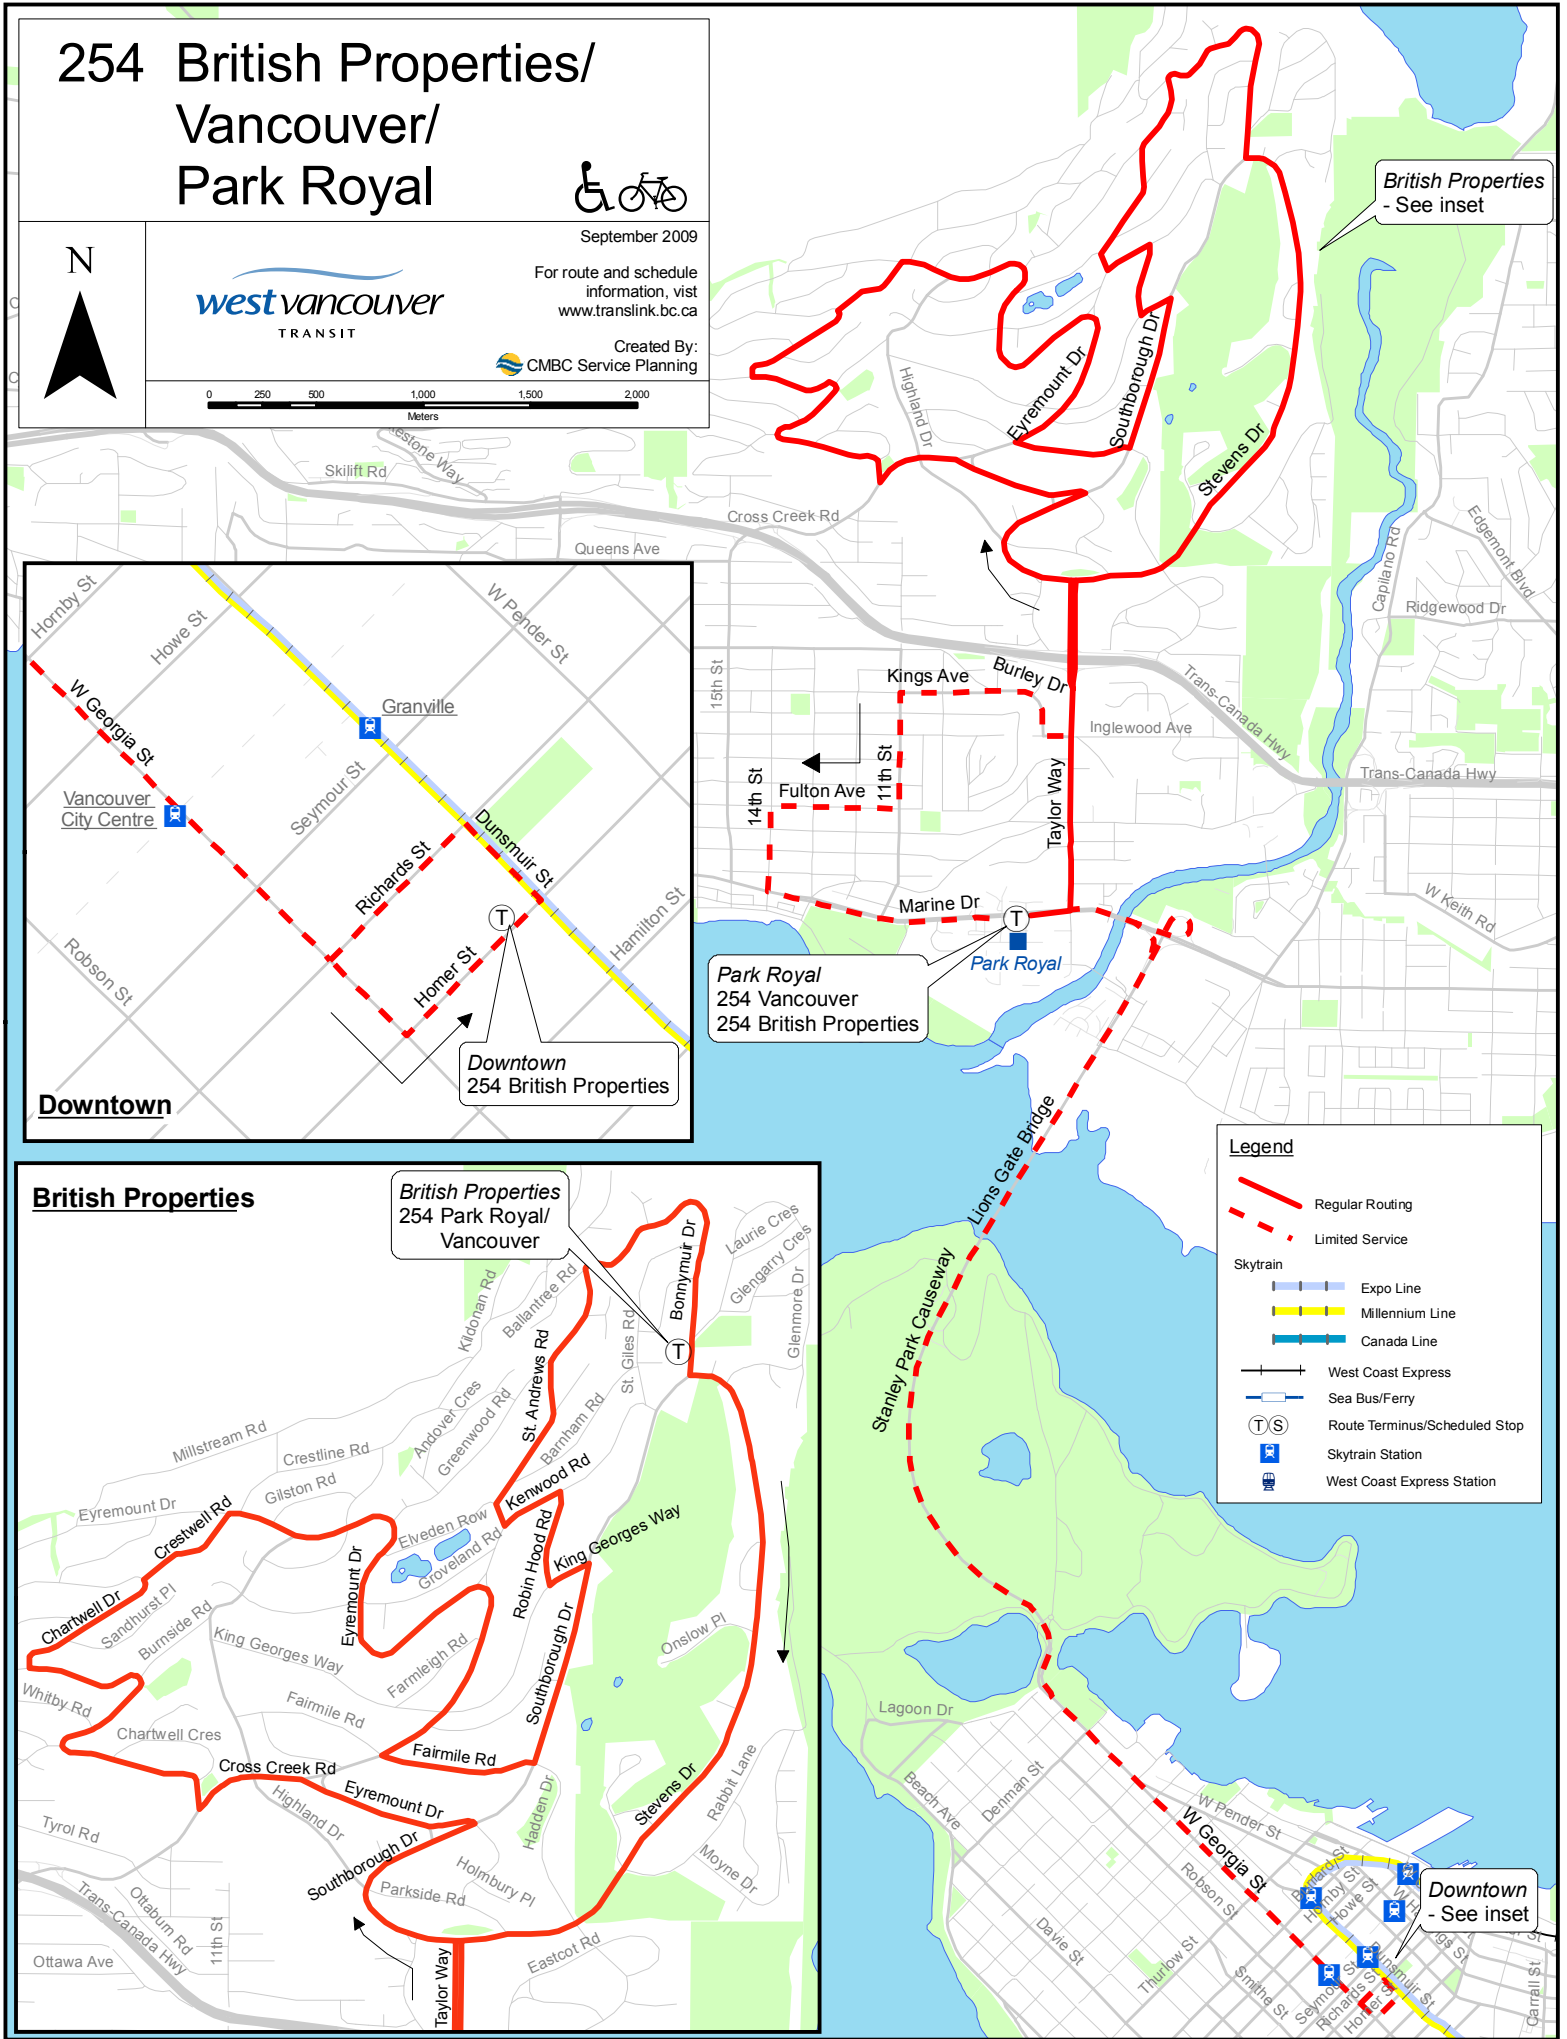 254 British Properties/
Vancouver/
Park Royal
N
September 2009
For route and schedule
information, vist
www.translink.bc.ca
west vancouver
TRANSIT
Created By:
CMBC Service Planning
0 250 500 1,000 1,500 2,000
Meters
British Properties
- See inset
Highland Dr
Eyremount Dr
Southborough Dr
Stevens Dr
Skilift Rd
Cross Creek Rd
Queens Ave
Capilano Rd
Edgemont Blvd
Ridgewood Dr
15th St
Kings Ave
Burley Dr
Inglewood Ave
Trans-Canada Hwy
Trans-Canada Hwy
14th St
Fulton Ave
11th St
Taylor Way
Marine Dr
W Keith Rd
T
Park Royal
Park Royal
254 Vancouver
254 British Properties
Hornby St
Howe St
W Pender St
W Georgia St
Granville
Vancouver
City Centre
Seymour St
Dunsmuir St
Richards St
Hamilton St
Robson St
Homer St
T
Downtown
254 British Properties
Downtown
Lions Gate Bridge
Stanley Park Causeway
Legend
Regular Routing
Limited Service
Skytrain
Expo Line
Millennium Line
Canada Line
West Coast Express
Sea Bus/Ferry
T S Route Terminus/Scheduled Stop
Skytrain Station
West Coast Express Station
British Properties
British Properties
254 Park Royal/
Vancouver
Bonnymuir Dr
Laurie Cres
Glengarry Cres
Glenmore Dr
Kildonan Rd
Ballantree Rd
St. Giles Rd
T
St. Andrews Rd
Andover Cres
Greenwood Rd
Barnham Rd
Millstream Rd
Crestline Rd
Gilston Rd
Eyremount Dr
Crestwell Rd
Kenwood Rd
Elveden Row
Groveland Rd
Robin Hood Rd
King Georges Way
Eyremount Dr
Chartwell Dr
Sandhurst Pl
Burnside Rd
King Georges Way
Farmleigh Rd
Southborough Dr
Onslow Pl
Whitby Rd
Fairmile Rd
Chartwell Cres
Fairmile Rd
Cross Creek Rd
Eyremount Dr
Highland Dr
Hadden Dr
Stevens Dr
Rabbit Lane
Tyrol Rd
Southborough Dr
Holmbury Pl
Moyne Dr
Parkside Rd
Ottaburn Rd
Trans-Canada Hwy
11th St
Ottawa Ave
Eastcot Rd
Taylor Way
Lagoon Dr
Beach Ave
Denman St
W Pender St
W Georgia St
Robson St
Hornby St
Howe St
Davie St
Thurlow St
Smithe St
Dunsmuir St
Richards St
Carrall St
Downtown
- See inset